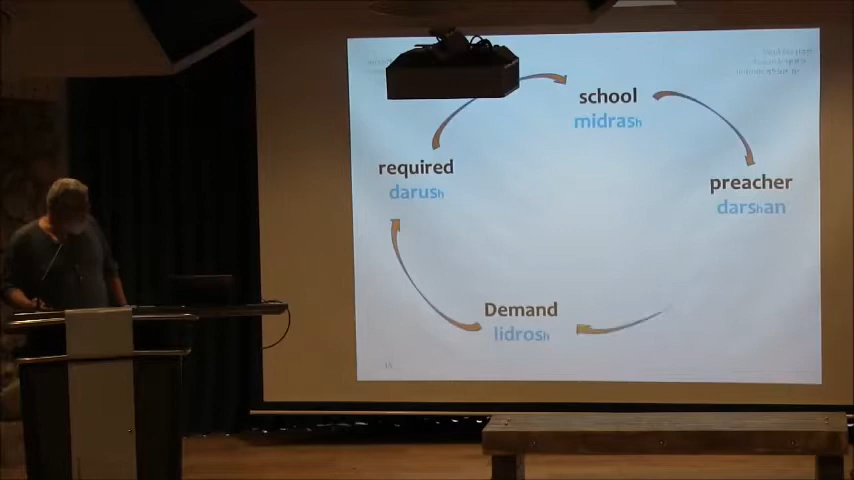 school
midrash
required
darush
preacher
darshan
Demand
lidrosh